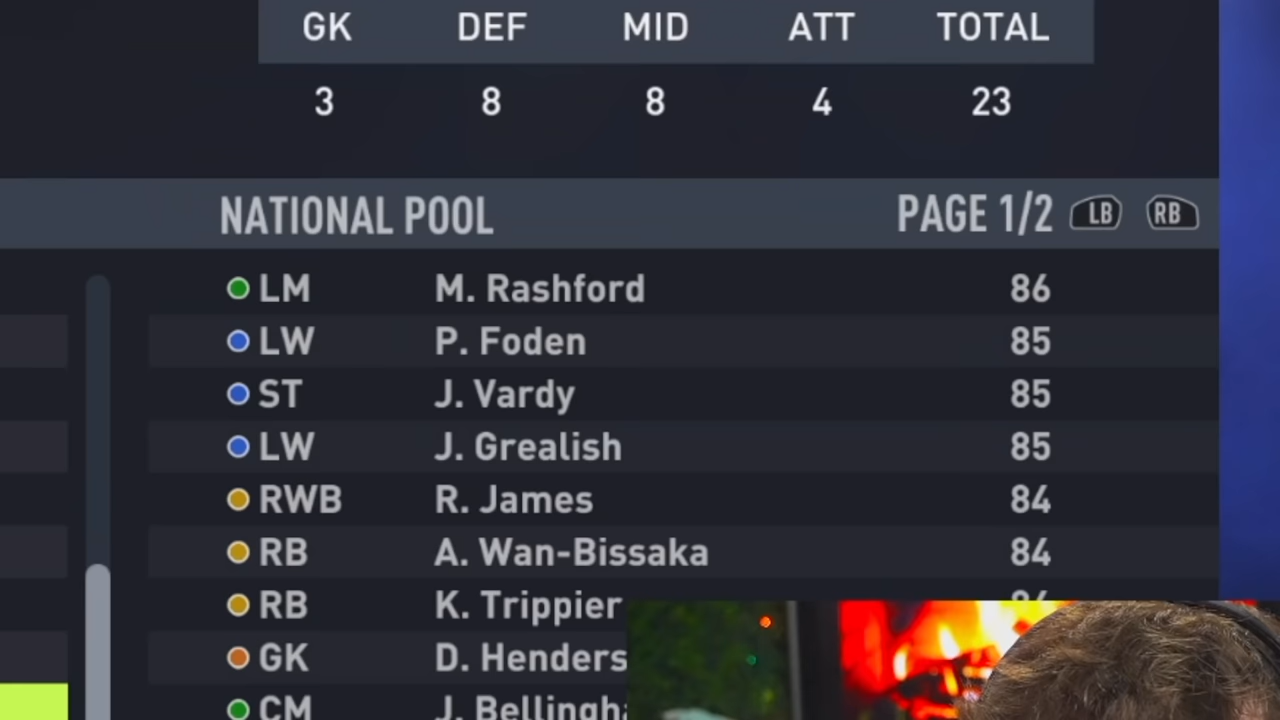 GK DEF MID ATT TOTAL
3 8 8 4 23
NATIONAL POOL PAGE 1/2 LB RB
LM M. Rashford 86
LW P. Foden 85
ST J. Vardy 85
LW J. Grealish 85
RWB R. James 84
RB A. Wan-Bissaka 84
RB K. Trippier
GK D. Henders
CM J. Bellingh